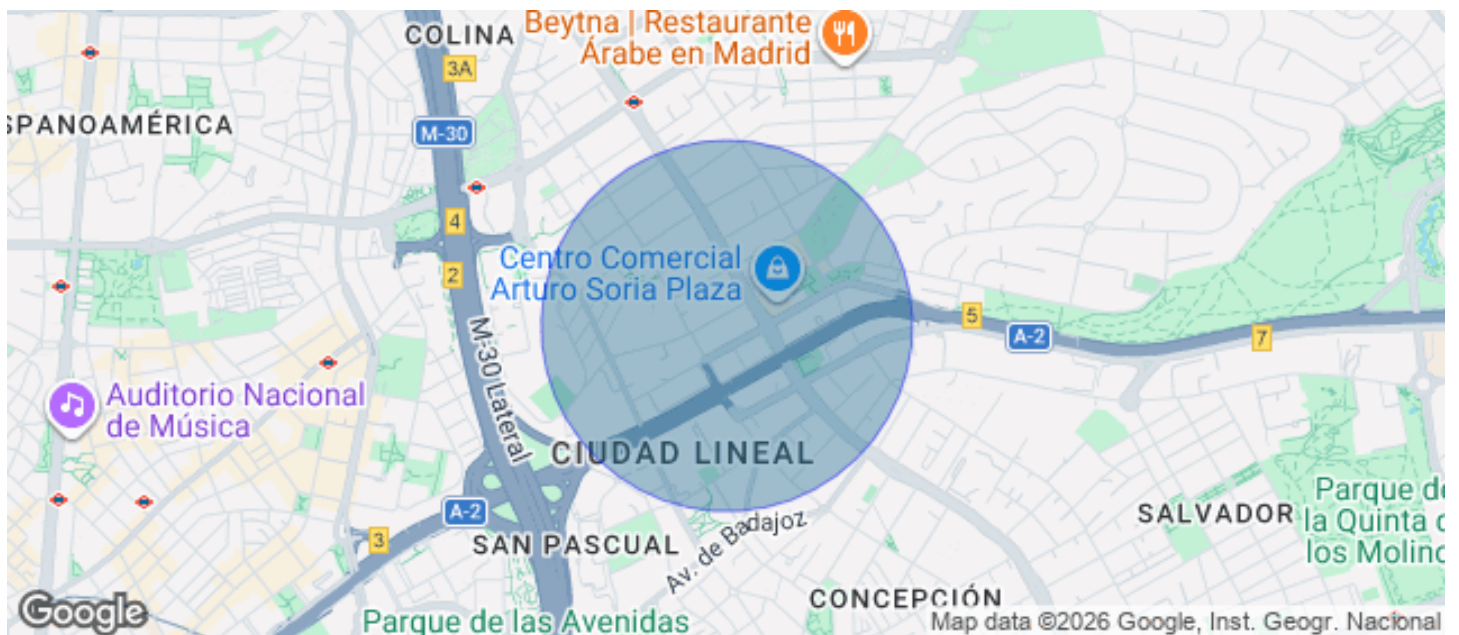 COLINA
Beytna | Restaurante
Árabe en Madrid
3A
SPANOAMÉRICA
M-30
4
2
Centro Comercial
Arturo Soria Plaza
5
A-2
7
M-30 Lateral
Auditorio Nacional
de Música
CIUDAD LINEAL
A-2
3
SAN PASCUAL
Av. de Badajoz
SALVADOR
Parque de
la Quinta d
los Molino
CONCEPCIÓN
Parque de las Avenidas
Google
Map data ©2026 Google, Inst. Geogr. Nacional